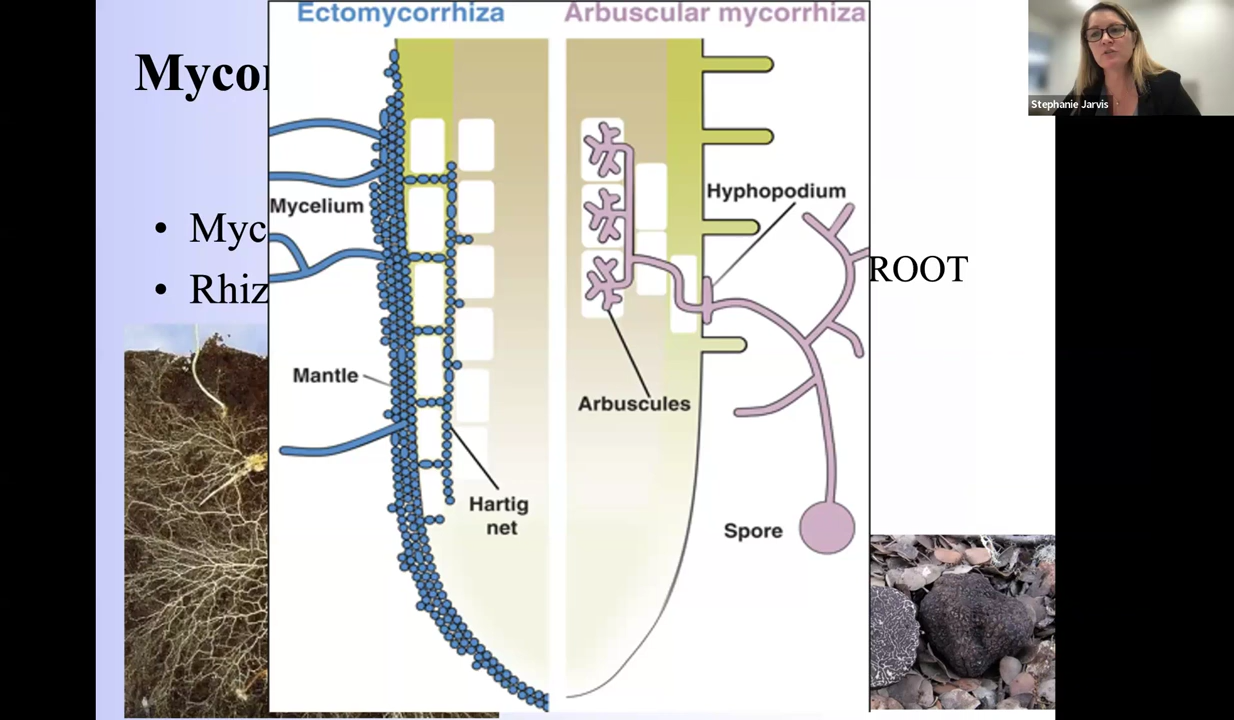 Ectomycorrhiza
Arbuscular mycorrhiza
Stephanie Jarvis
Myco
Hyphopodium
Mycelium
• Myc
ROOT
• Rhiz
Mantle
Arbuscules
Hartig
net
Spore